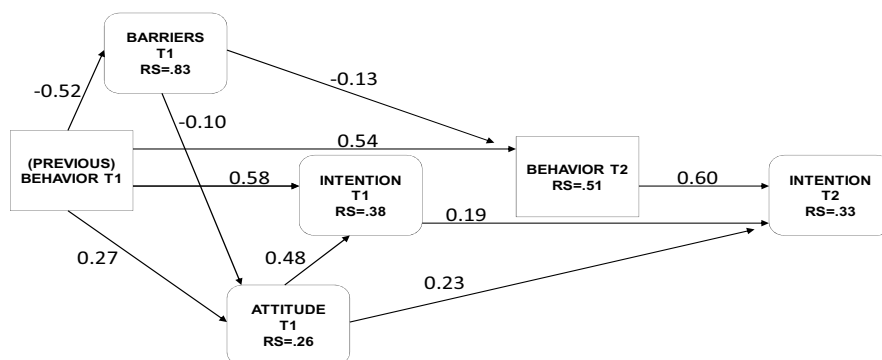 BARRIERS
T1
RS=.83
-0.52
-0.13
-0.10
(PREVIOUS)
BEHAVIOR T1
0.54
0.58
INTENTION
T1
RS=.38
BEHAVIOR T2
RS=.51
0.60
INTENTION
T2
RS=.33
0.19
0.27
0.48
0.23
ATTITUDE
T1
RS=.26